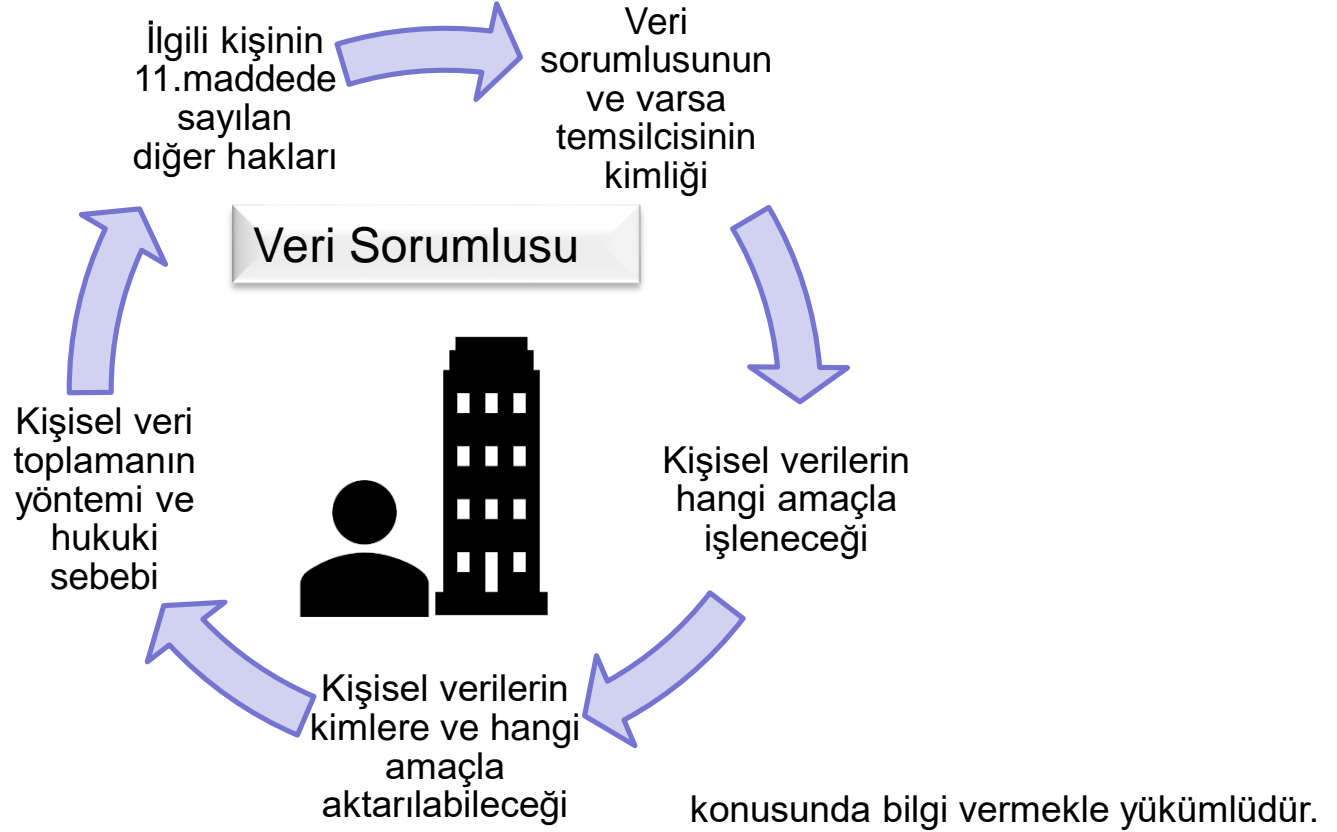 Veri Sorumlusu
Veri
sorumlusunun
ve varsa
temsilcisinin
kimliği
Kişisel verilerin
hangi amaçla
işleneceği
Kişisel verilerin
kimlere ve hangi
amaçla
aktarılabileceği
Kişisel veri
toplamanın
yöntemi ve
hukuki
sebebi
İlgili kişinin
11.maddede
sayılan
diğer hakları
konusunda bilgi vermekle yükümlüdür.